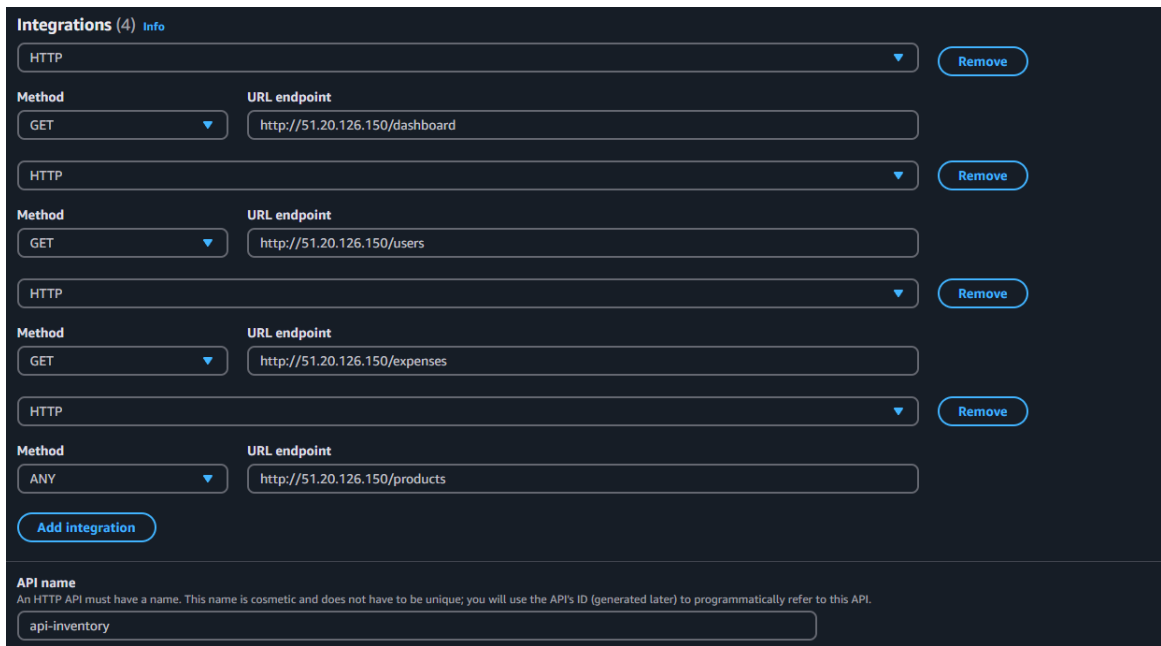 Integrations (4) Info
HTTP
Remove
Method URL endpoint
GET http://51.20.126.150/dashboard
HTTP
Remove
Method URL endpoint
GET http://51.20.126.150/users
HTTP
Remove
Method URL endpoint
GET http://51.20.126.150/expenses
HTTP
Remove
Method URL endpoint
ANY http://51.20.126.150/products
Add integration
API name
An HTTP API must have a name. This name is cosmetic and does not have to be unique; you will use the API's ID (generated later) to programmatically refer to this API.
api-inventory